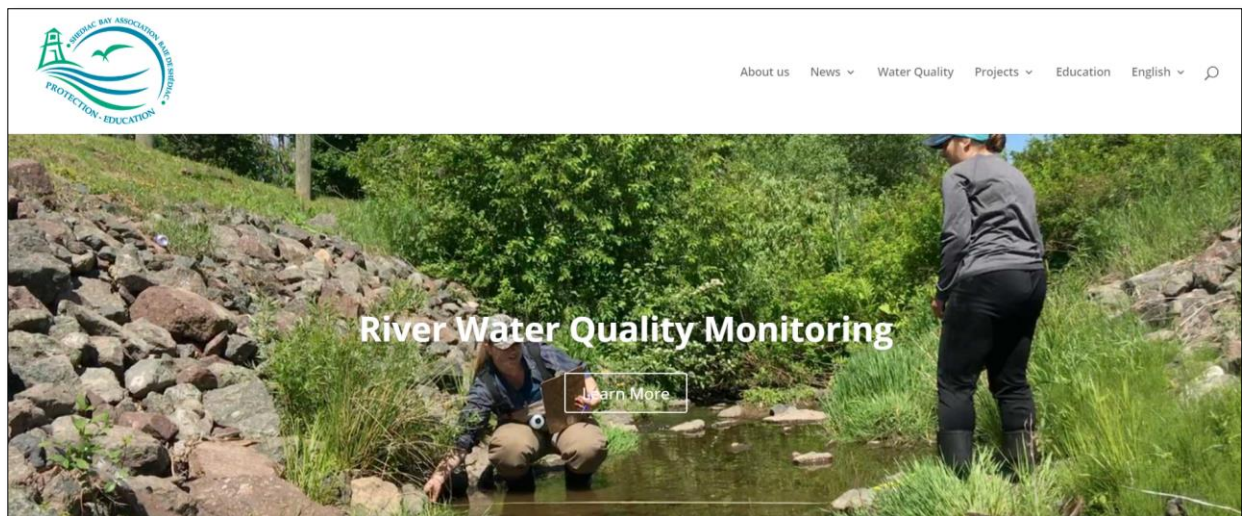 SHEDIAC BAY ASSOCIATION BAIE DE SHEDIAC
PROTECTION - EDUCATION
About us News Water Quality Projects Education English
River Water Quality Monitoring
Learn More